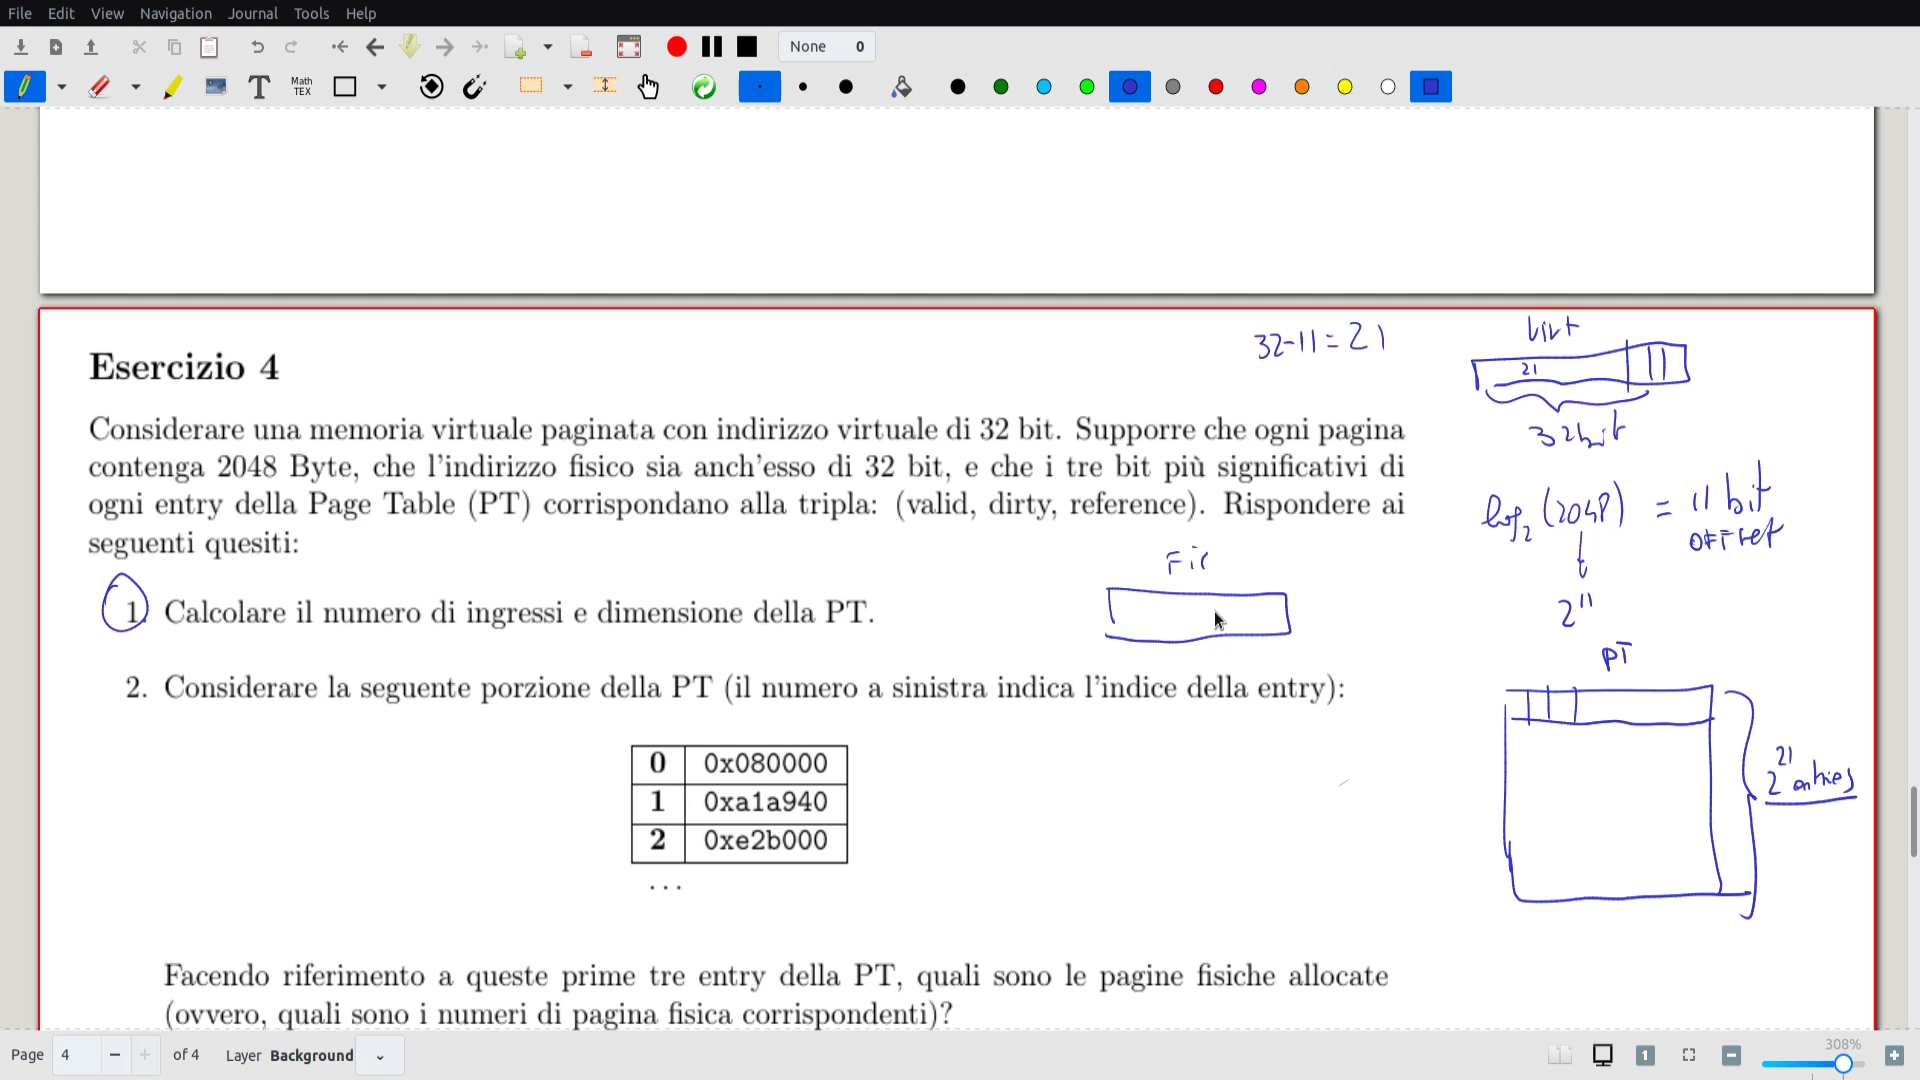 File Edit View Navigation Journal Tools Help
None 0
Math
TEX
Esercizio 4
Considerare una memoria virtuale paginata con indirizzo virtuale di 32 bit. Supporre che ogni pagina
contenga 2048 Byte, che l'indirizzo fisico sia anch'esso di 32 bit, e che i tre bit più significativi di
ogni entry della Page Table (PT) corrispondano alla tripla: (valid, dirty, reference). Rispondere ai
seguenti quesiti:
1. Calcolare il numero di ingressi e dimensione della PT.
2. Considerare la seguente porzione della PT (il numero a sinistra indica l'indice della entry):
0 0x080000
1 0xa1a940
2 0xe2b000
...
Facendo riferimento a queste prime tre entry della PT, quali sono le pagine fisiche allocate
(ovvero, quali sono i numeri di pagina fisica corrispondenti)?
32-11=21
virt
21 11
32 bit
log₂ (2048) = 11 bit
offset
2¹¹
Fis
PT
2²¹ entries
Page 4 of 4 Layer Background
1
308%